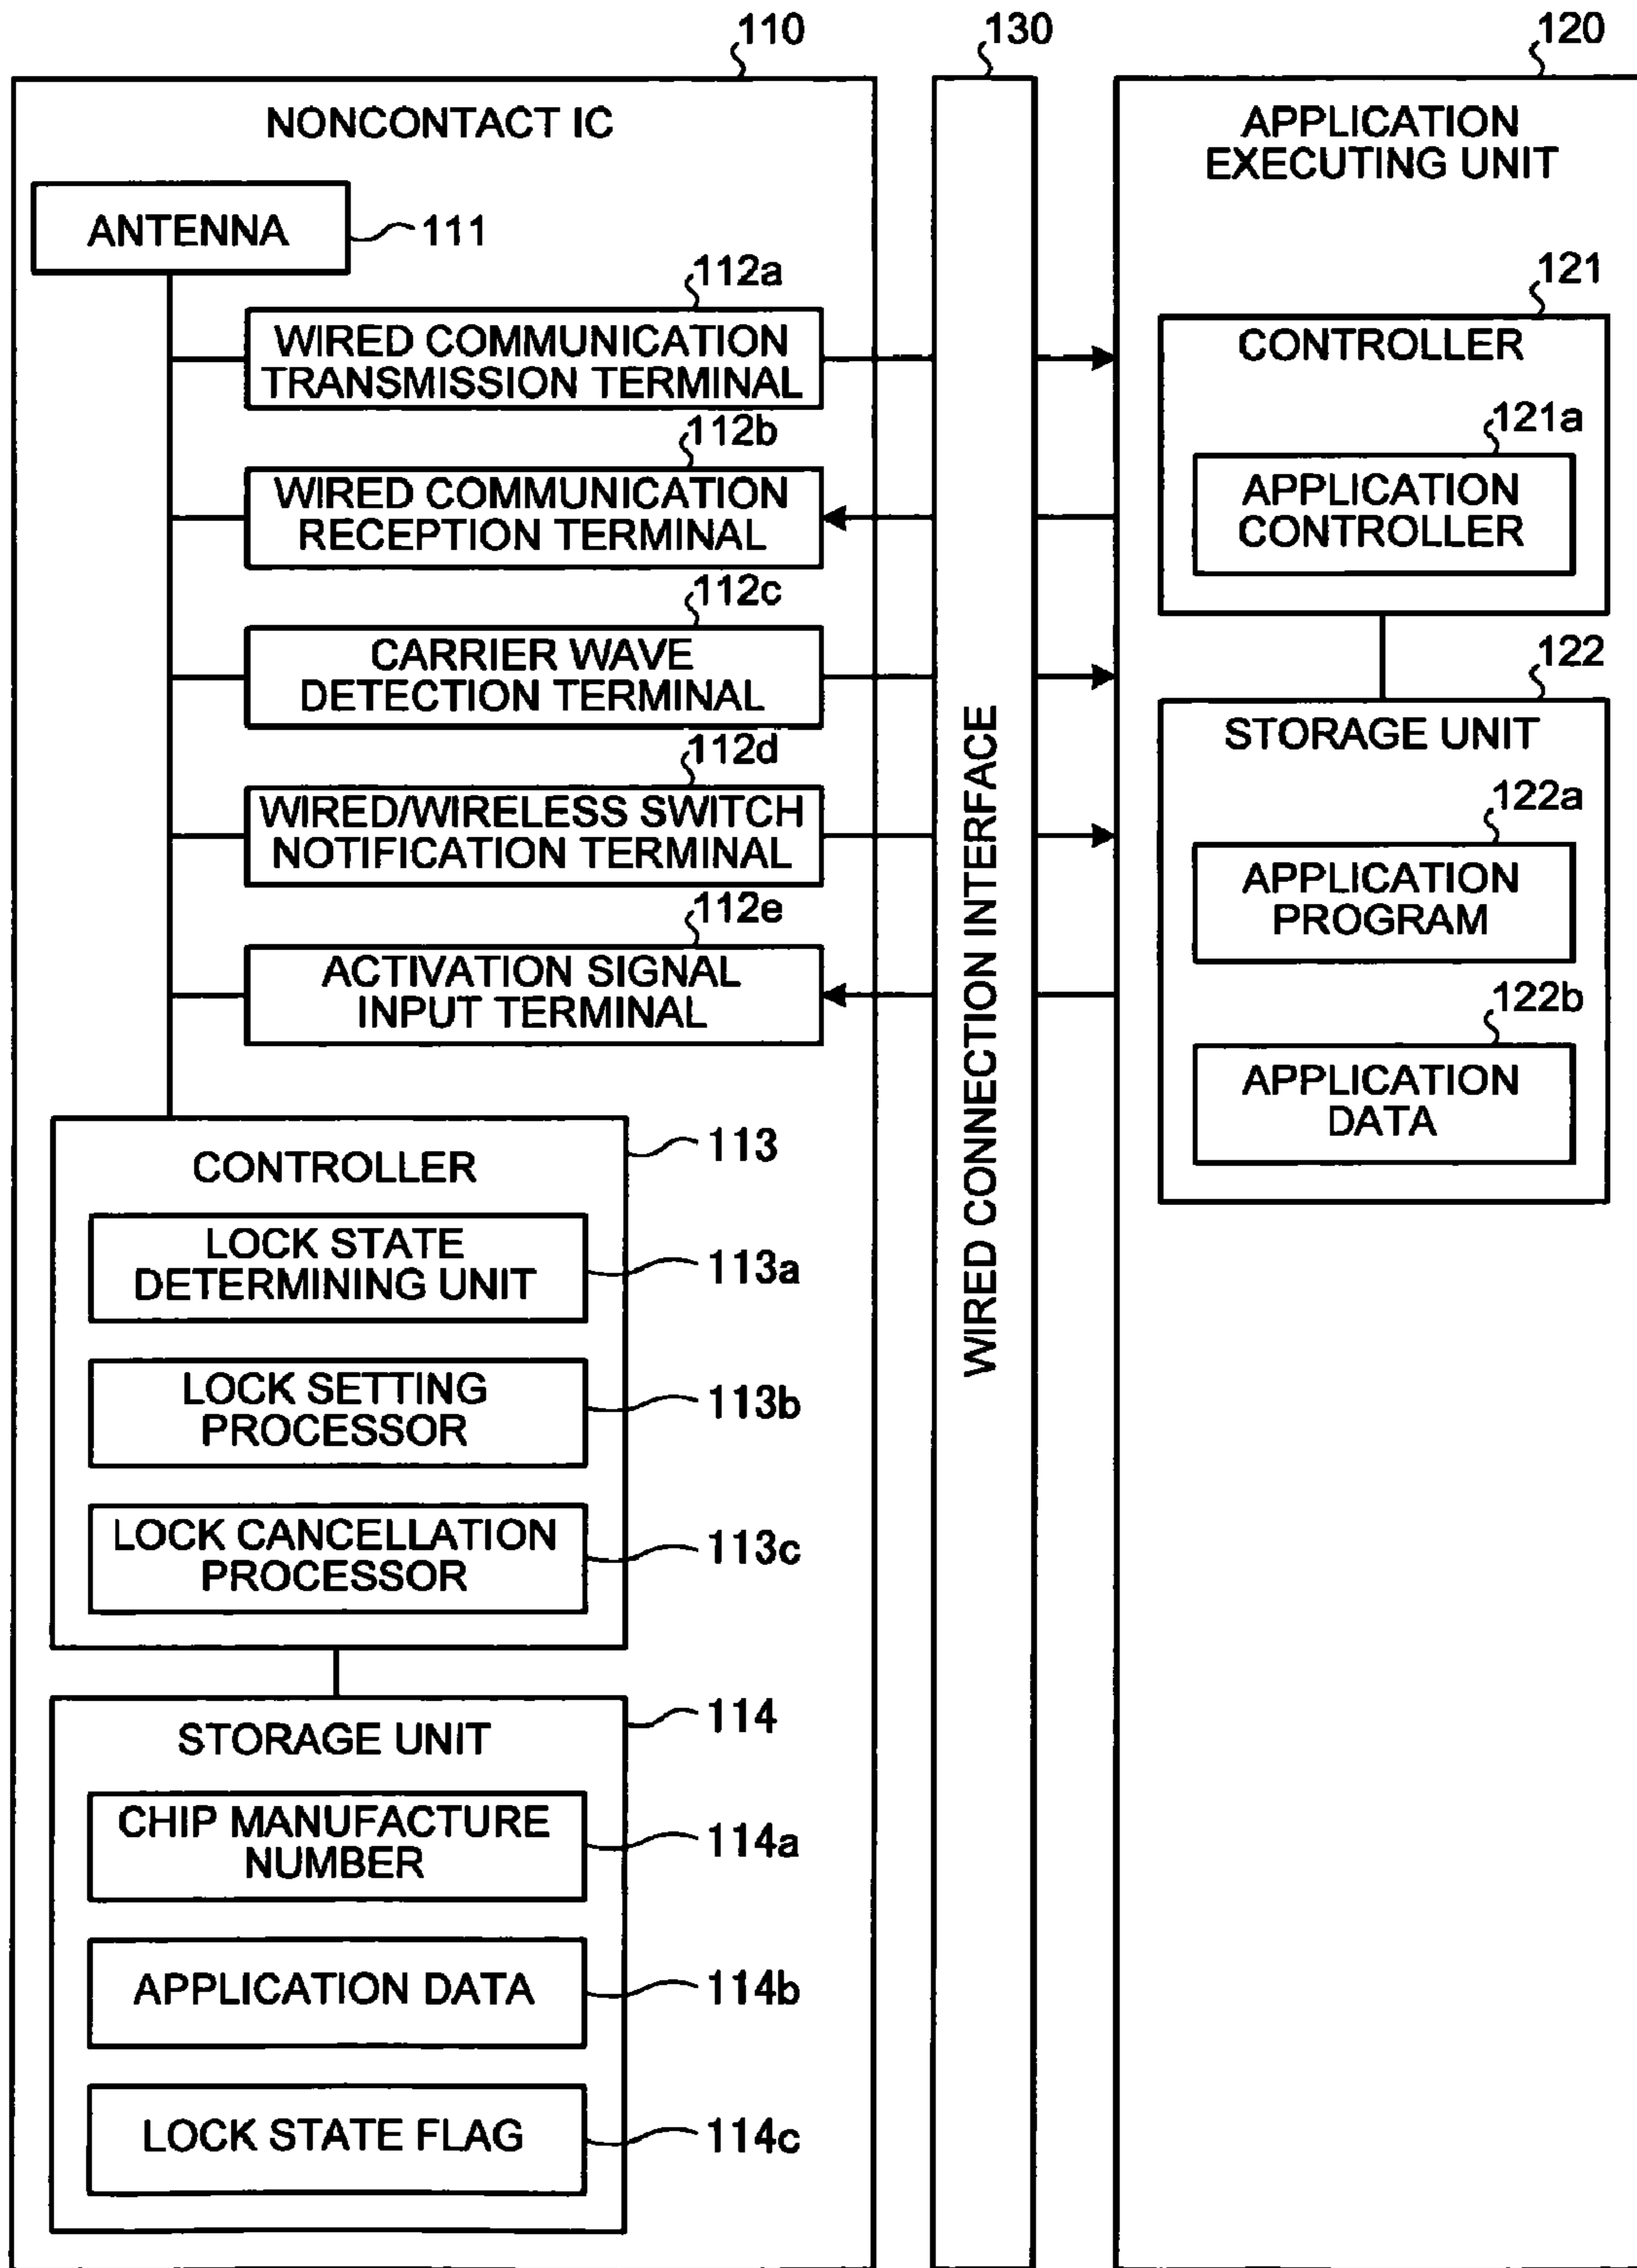 110
130
120
NONCONTACT IC
APPLICATION
EXECUTING UNIT
ANTENNA
111
112a
WIRED COMMUNICATION
TRANSMISSION TERMINAL
112b
WIRED COMMUNICATION
RECEPTION TERMINAL
112c
CARRIER WAVE
DETECTION TERMINAL
112d
WIRED/WIRELESS SWITCH
NOTIFICATION TERMINAL
112e
ACTIVATION SIGNAL
INPUT TERMINAL
CONTROLLER
113
LOCK STATE
DETERMINING UNIT
113a
LOCK SETTING
PROCESSOR
113b
LOCK CANCELLATION
PROCESSOR
113c
STORAGE UNIT
114
CHIP MANUFACTURE
NUMBER
114a
APPLICATION DATA
114b
LOCK STATE FLAG
114c
WIRED CONNECTION INTERFACE
121
CONTROLLER
121a
APPLICATION
CONTROLLER
122
STORAGE UNIT
122a
APPLICATION
PROGRAM
122b
APPLICATION
DATA